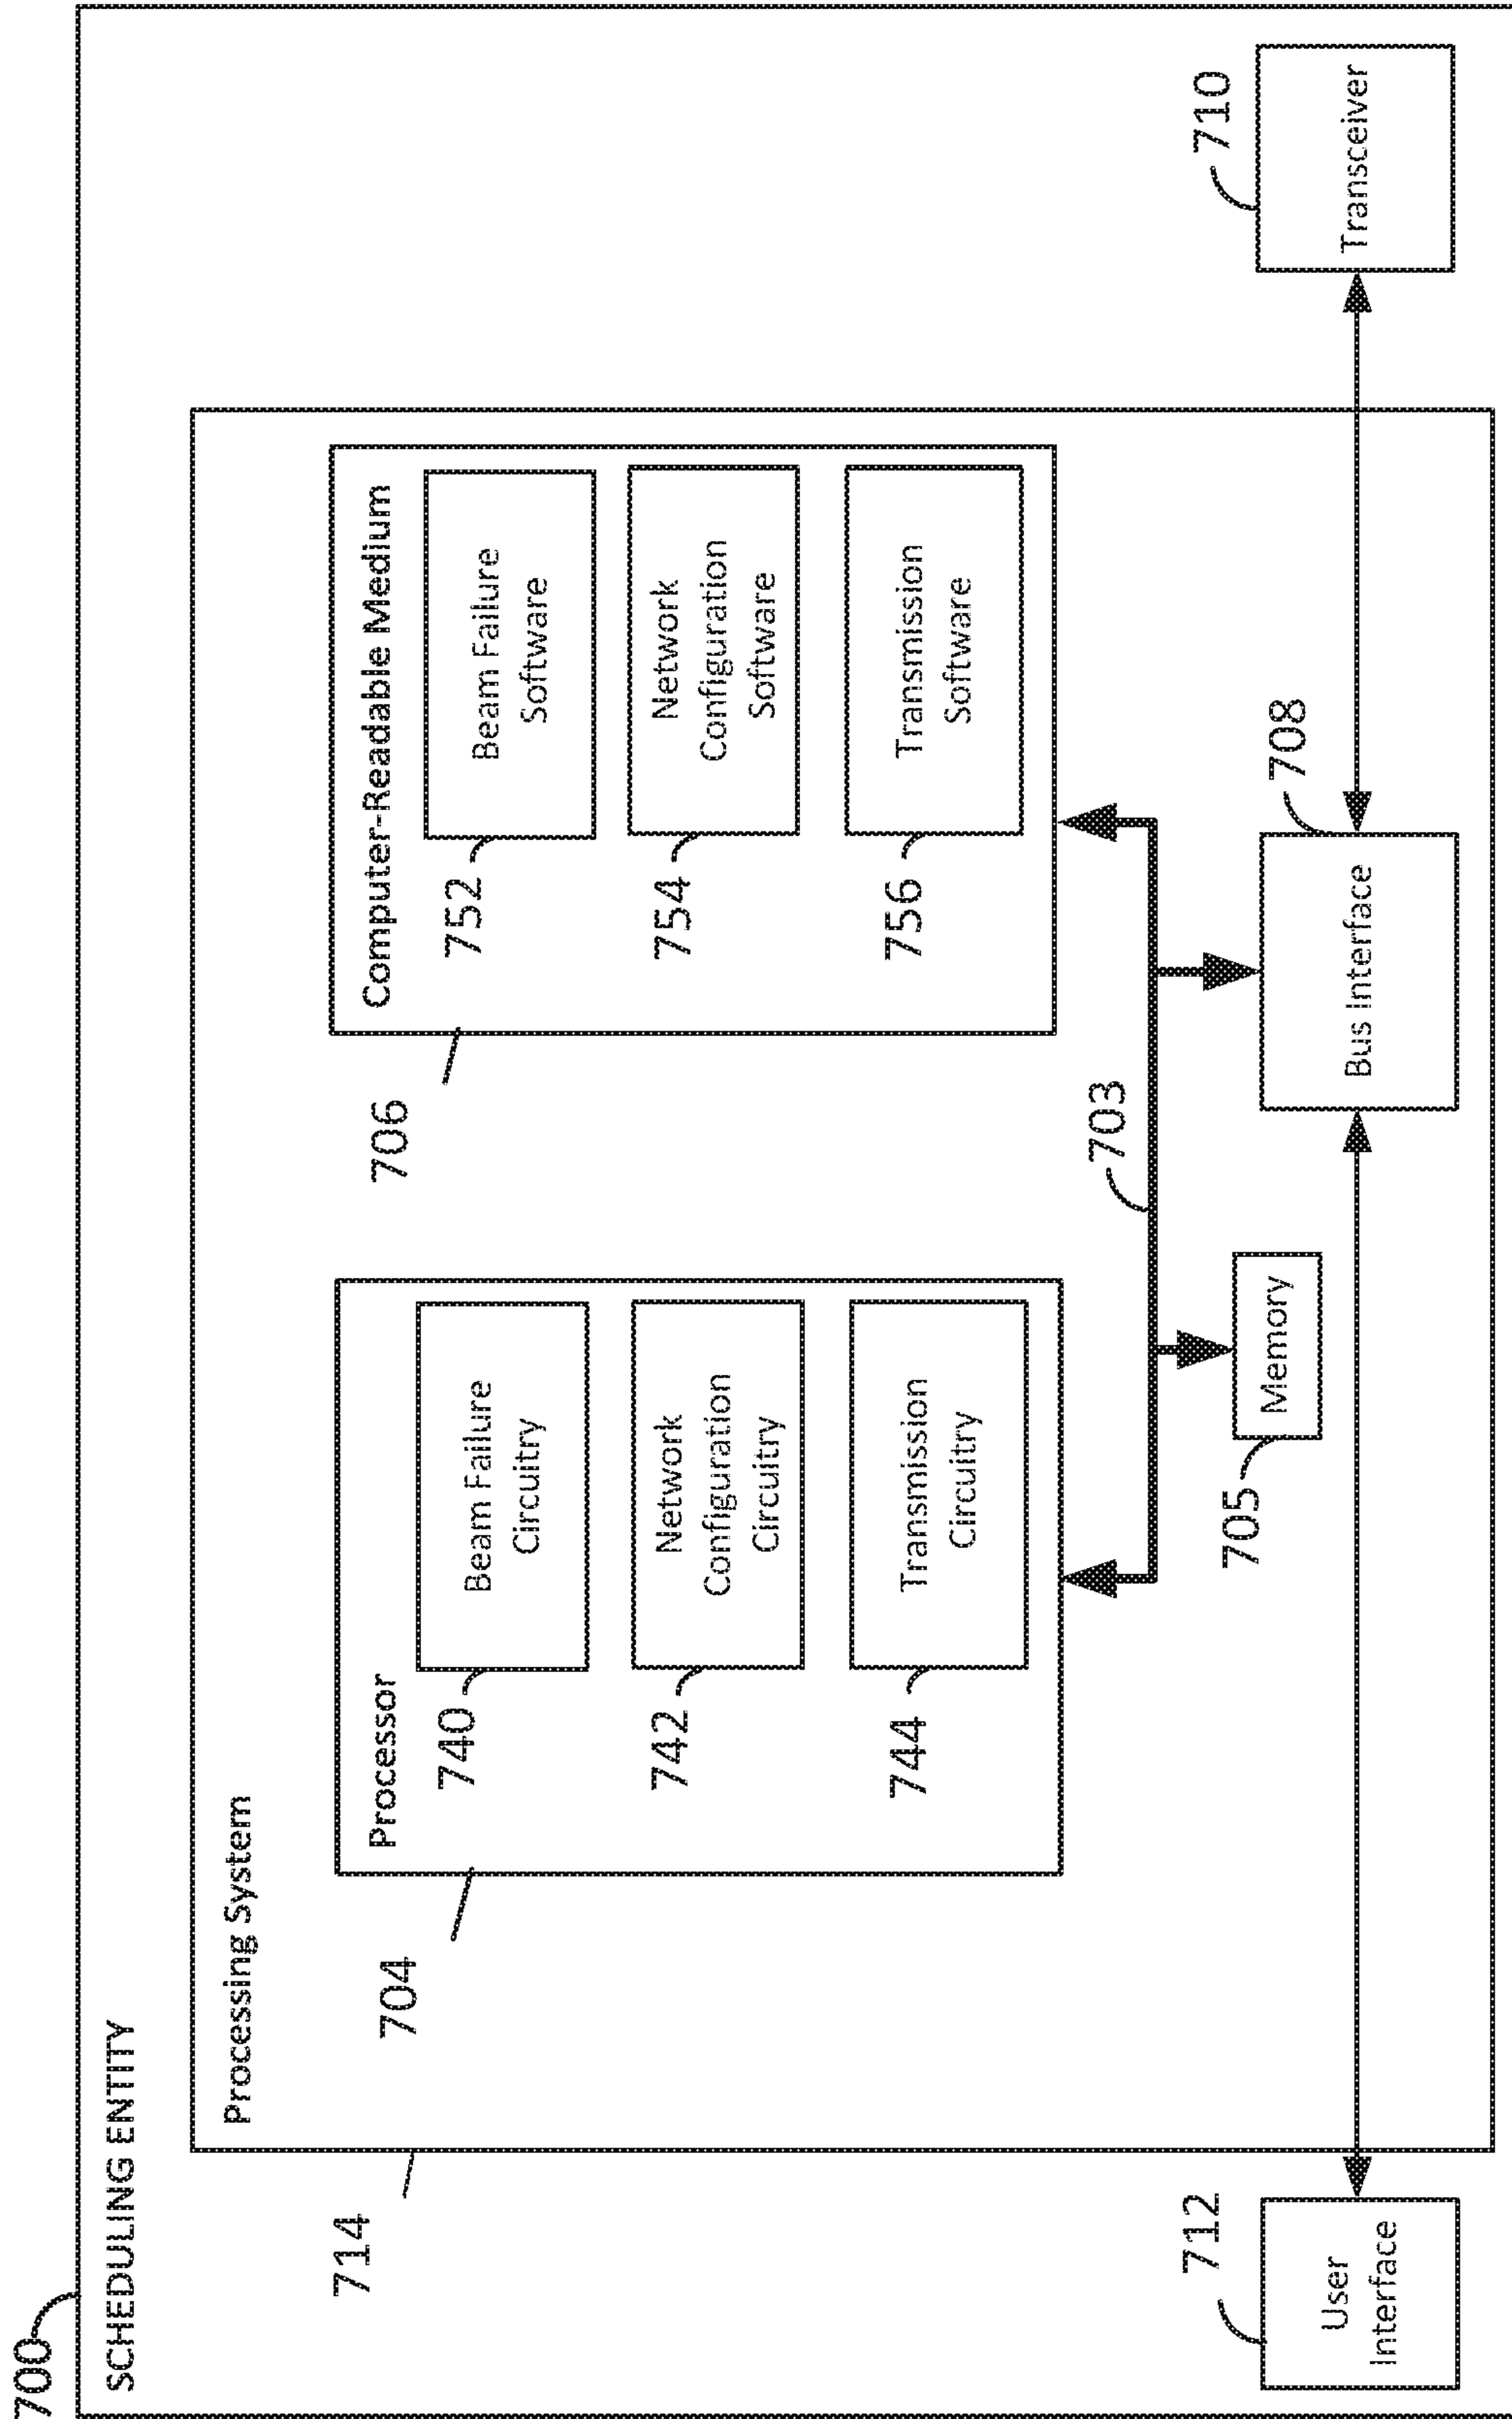 700
SCHEDULING ENTITY
714
Processing System
704
Processor
740
Beam Failure
Circuitry
742
Network
Configuration
Circuitry
744
Transmission
Circuitry
706
Computer-Readable Medium
752
Beam Failure
Software
754
Network
Configuration
Software
756
Transmission
Software
703
705
Memory
708
Bus Interface
712
User
Interface
710
Transceiver